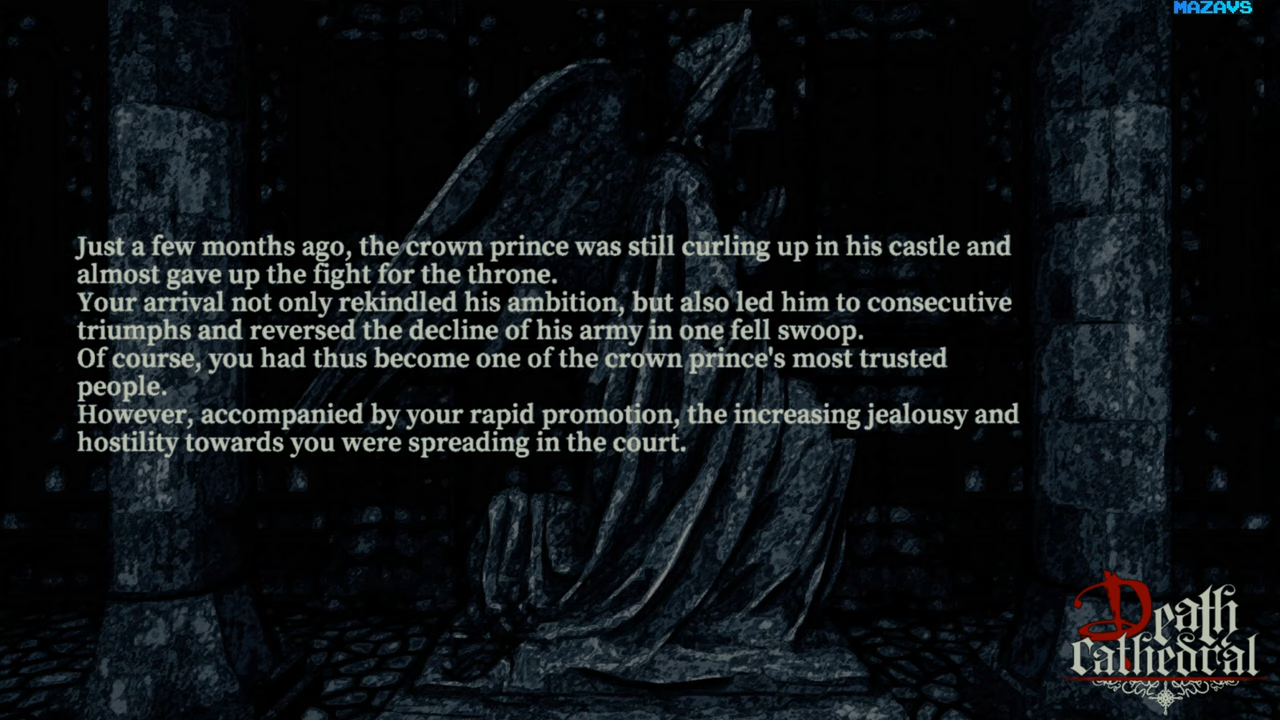 MAZAVS
Just a few months ago, the crown prince was still curling up in his castle and
almost gave up the fight for the throne.
Your arrival not only rekindled his ambition, but also led him to consecutive
triumphs and reversed the decline of his army in one fell swoop.
Of course, you had thus become one of the crown prince's most trusted
people.
However, accompanied by your rapid promotion, the increasing jealousy and
hostility towards you were spreading in the court.
Death
Cathedral